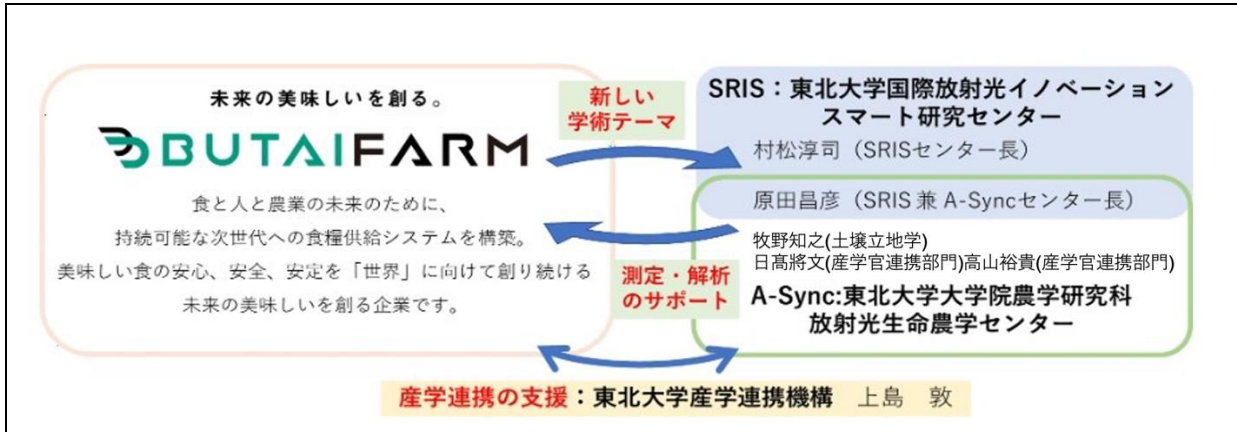 未来の美味しいを創る。
BUTAIFARM
食と人と農業の未来のために、
持続可能な次世代への食糧供給システムを構築。
美味しい食の安心、安全、安定を「世界」に向けて創り続ける
未来の美味しいを創る企業です。
新しい
学術テーマ
測定・解析
のサポート
SRIS：東北大学国際放射光イノベーション
スマート研究センター
村松淳司（SRISセンター長）
原田昌彦（SRIS 兼 A-Syncセンター長）
牧野知之(土壌立地学)
日髙將文(産学官連携部門)高山裕貴(産学官連携部門)
A-Sync:東北大学大学院農学研究科
放射光生命農学センター
産学連携の支援：東北大学産学連携機構　上島　敦